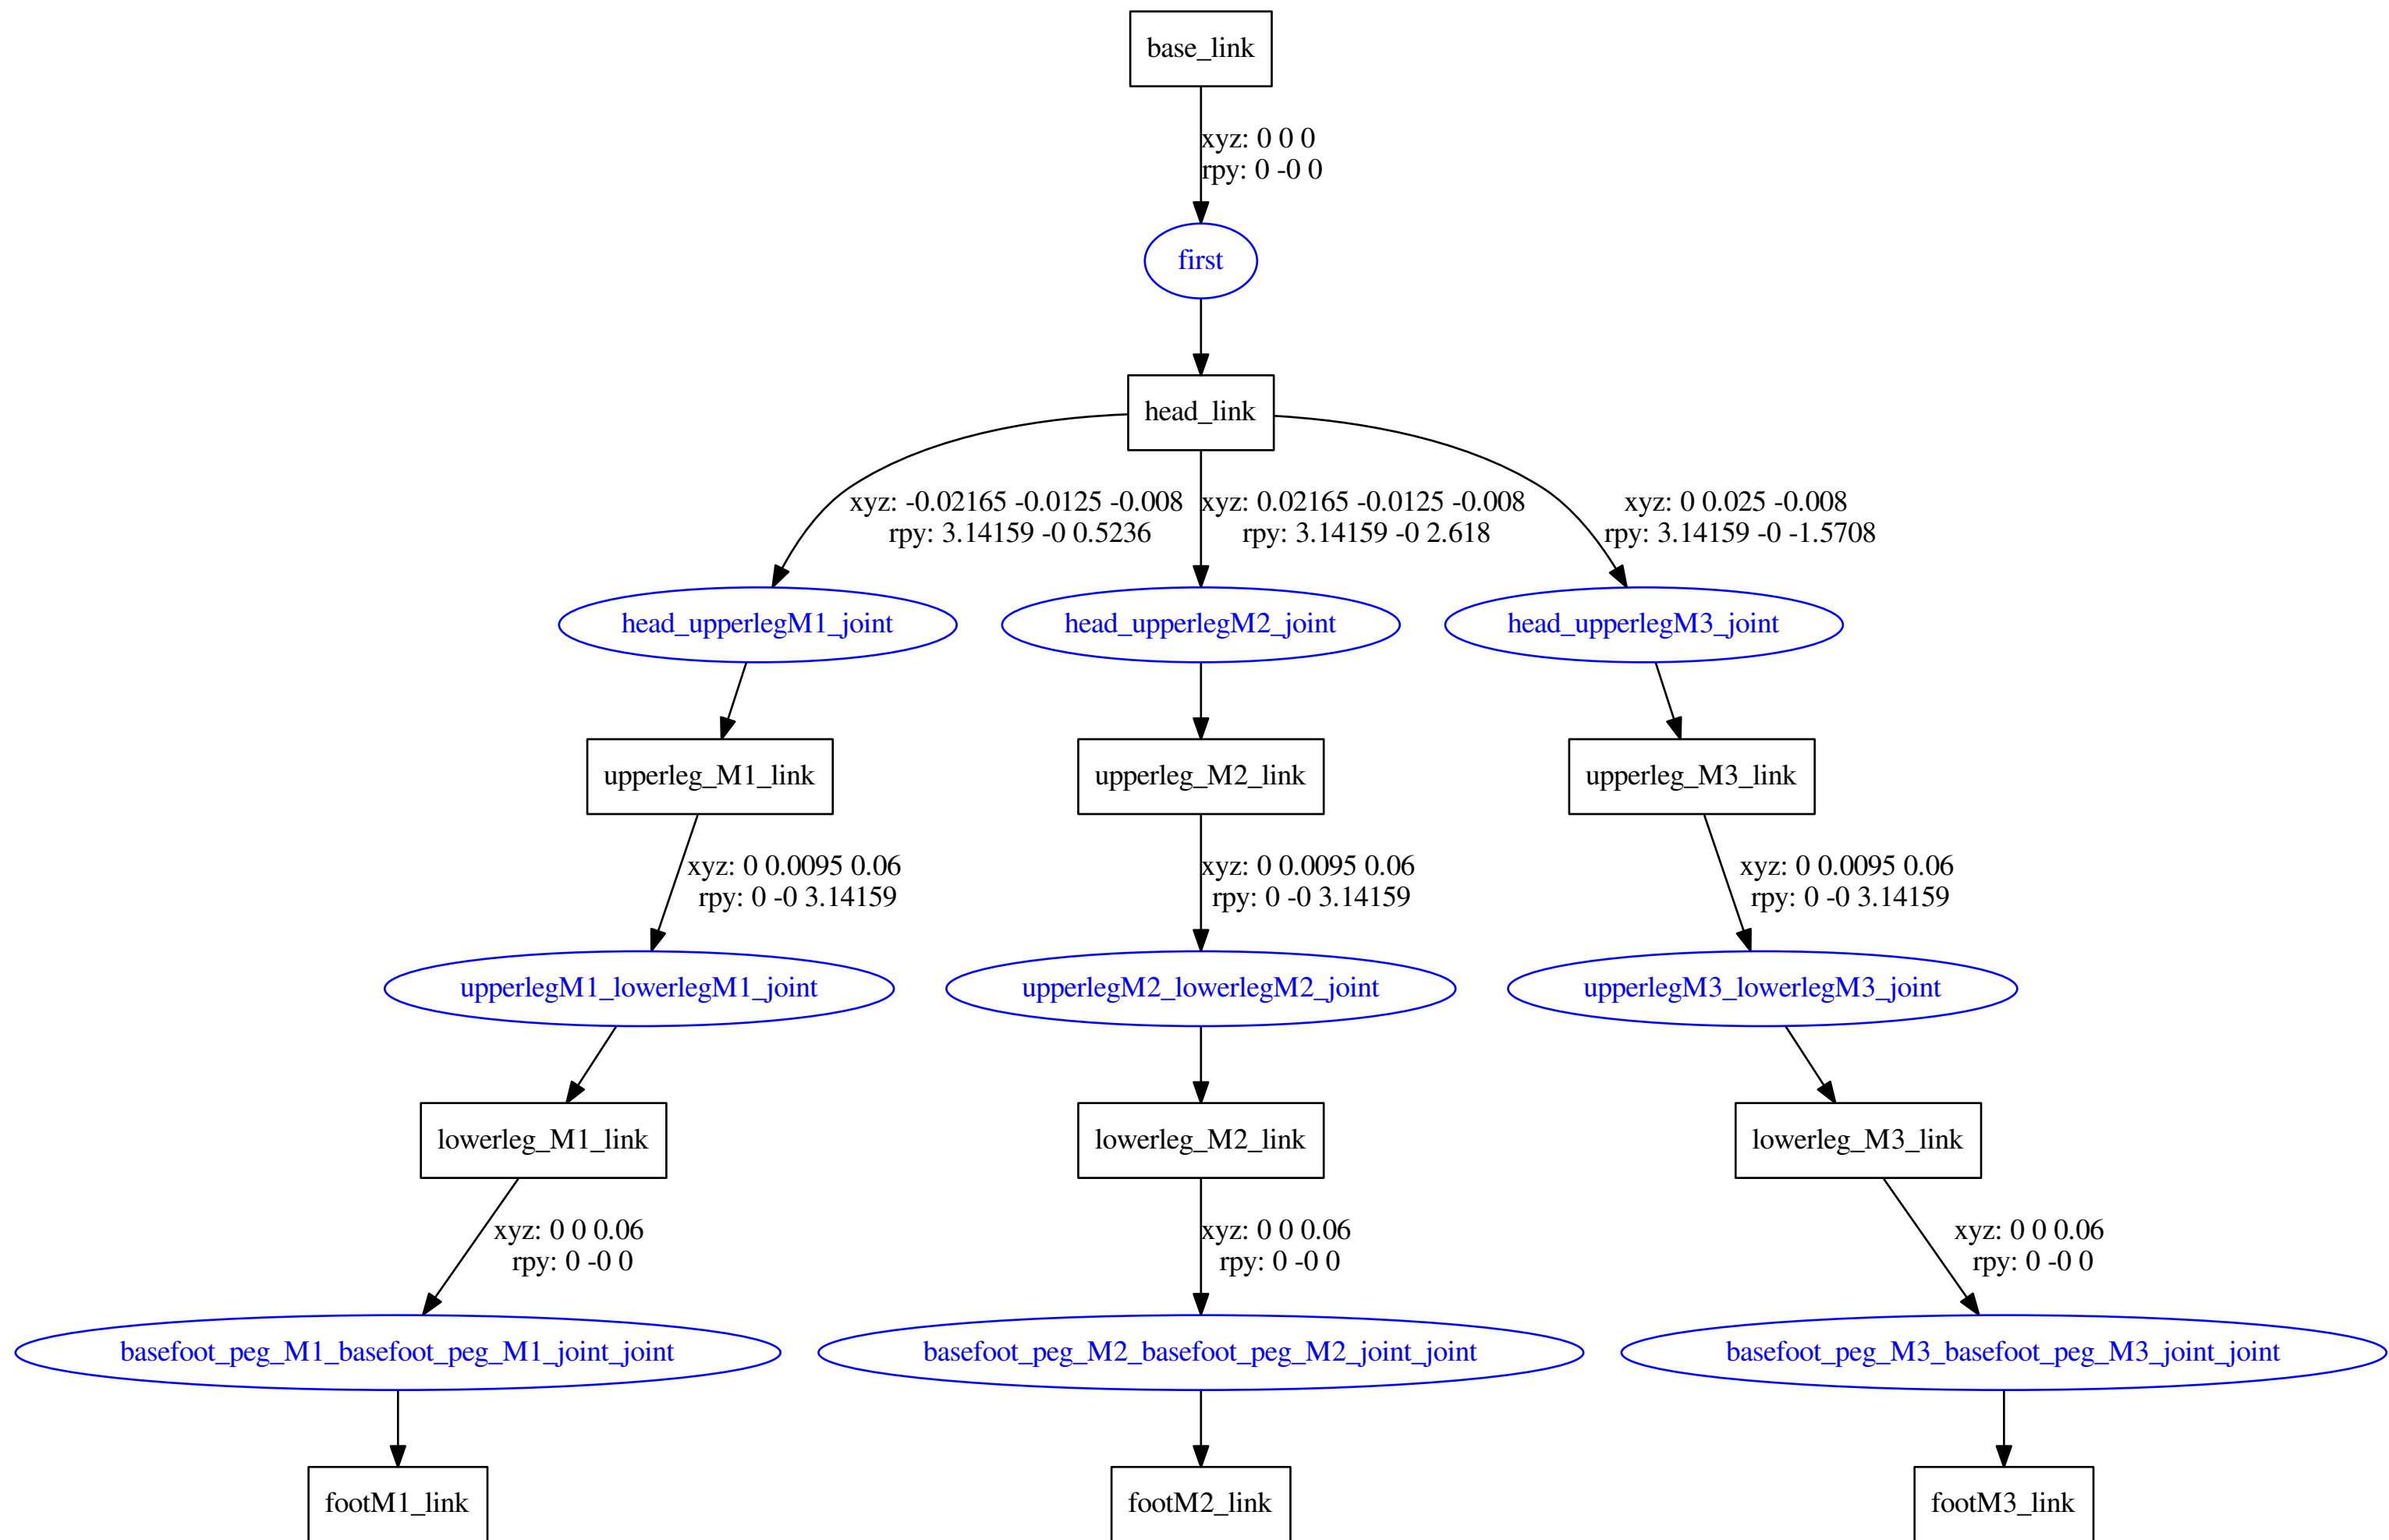 base_link
xyz: 0 0 0
rpy: 0 -0 0
first
head_link
xyz: -0.02165 -0.0125 -0.008
rpy: 3.14159 -0 0.5236
xyz: 0.02165 -0.0125 -0.008
rpy: 3.14159 -0 2.618
xyz: 0 0.025 -0.008
rpy: 3.14159 -0 -1.5708
head_upperlegM1_joint
head_upperlegM2_joint
head_upperlegM3_joint
upperleg_M1_link
upperleg_M2_link
upperleg_M3_link
xyz: 0 0.0095 0.06
rpy: 0 -0 3.14159
xyz: 0 0.0095 0.06
rpy: 0 -0 3.14159
xyz: 0 0.0095 0.06
rpy: 0 -0 3.14159
upperlegM1_lowerlegM1_joint
upperlegM2_lowerlegM2_joint
upperlegM3_lowerlegM3_joint
lowerleg_M1_link
lowerleg_M2_link
lowerleg_M3_link
xyz: 0 0 0.06
rpy: 0 -0 0
xyz: 0 0 0.06
rpy: 0 -0 0
xyz: 0 0 0.06
rpy: 0 -0 0
basefoot_peg_M1_basefoot_peg_M1_joint_joint
basefoot_peg_M2_basefoot_peg_M2_joint_joint
basefoot_peg_M3_basefoot_peg_M3_joint_joint
footM1_link
footM2_link
footM3_link